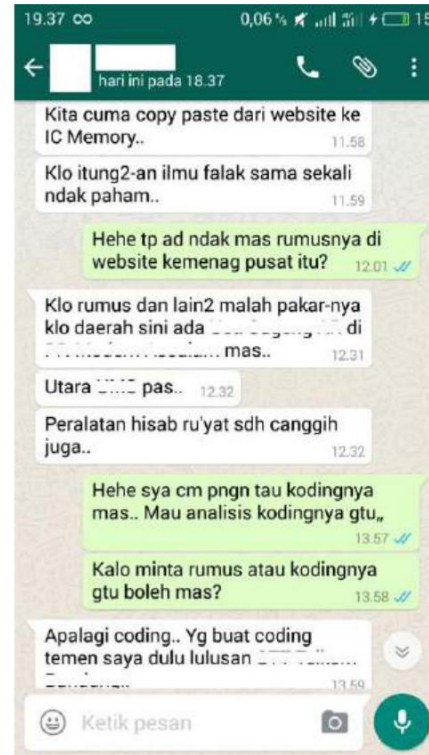 19.37
0,06
15
hari ini pada 18.37
Kita cuma copy paste dari website ke
IC Memory..
11.58
Klo itung2-an ilmu falak sama sekali
ndak paham..
11.59
Hehe tp ad ndak mas rumusnya di
website kemenag pusat itu?
12.01
Klo rumus dan lain2 malah pakar-nya
klo daerah sini ada di
mas..
12.31
Utara pas..
12.32
Peralatan hisab ru'yat sdh canggih
juga..
12.32
Hehe sya cm pngn tau kodingnya
mas.. Mau analisis kodingnya gtu,,
13.57
Kalo minta rumus atau kodingnya
gtu boleh mas?
13.58
Apalagi coding.. Yg buat coding
temen saya dulu lulusan
13.59
Ketik pesan